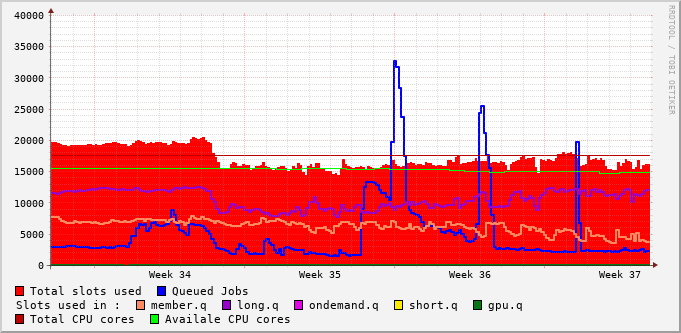 40000
35000
30000
25000
20000
15000
10000
5000
0
Week 34 Week 35 Week 36 Week 37
Total slots used Queued Jobs
Slots used in : member.q long.q ondemand.q short.q gpu.q
Total CPU cores Availale CPU cores
RRDTOOL / TOBI OETIKER